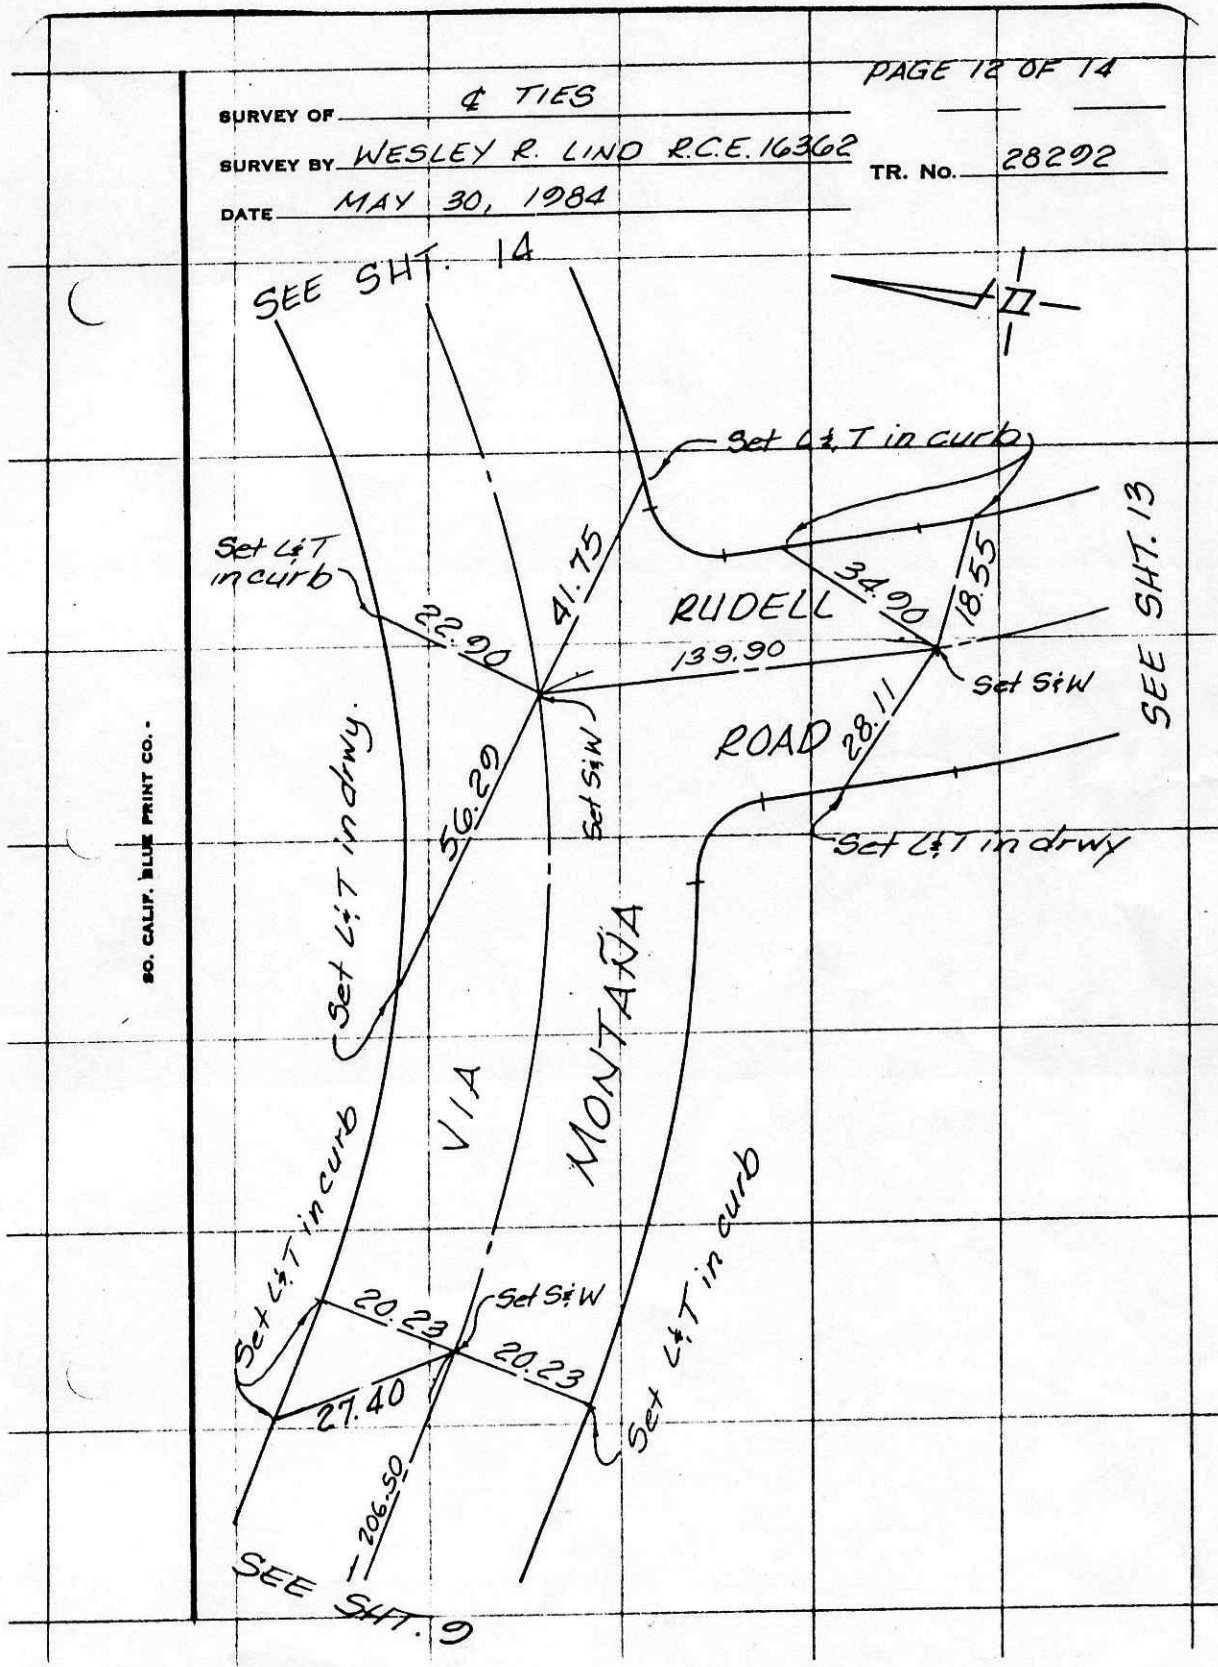 PAGE 12 OF 14
SURVEY OF ℄ TIES
SURVEY BY WESLEY R. LIND R.C.E. 16362
TR. No. 28292
DATE MAY 30, 1984
SEE SHT. 14
Set L&T in curb
Set L&T
in curb
41.75
22.90
RUDELL
34.90
18.55
SEE SHT. 13
139.90
Set S&W
ROAD
28.11
Set S&W
56.29
Set L&T in drwy.
Set L&T in drwy
SO. CALIF. BLUE PRINT CO. -
VIA
MONTAÑA
Set L&T in curb
Set L&T in curb
20.23
Set S&W
20.23
27.40
206.50
SEE SHT. 9